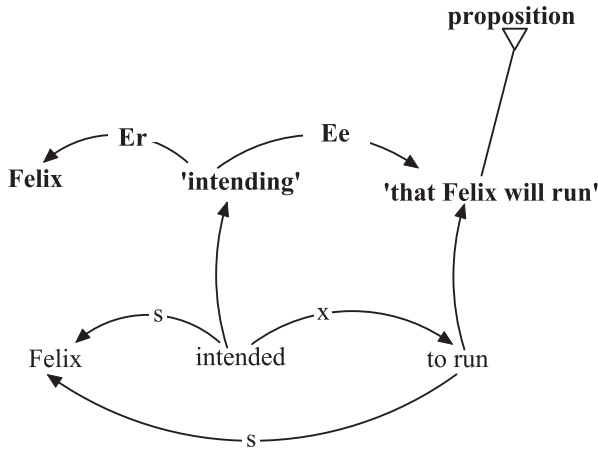 proposition
Er
Ee
Felix
'intending'
'that Felix will run'
s
x
Felix
intended
to run
s